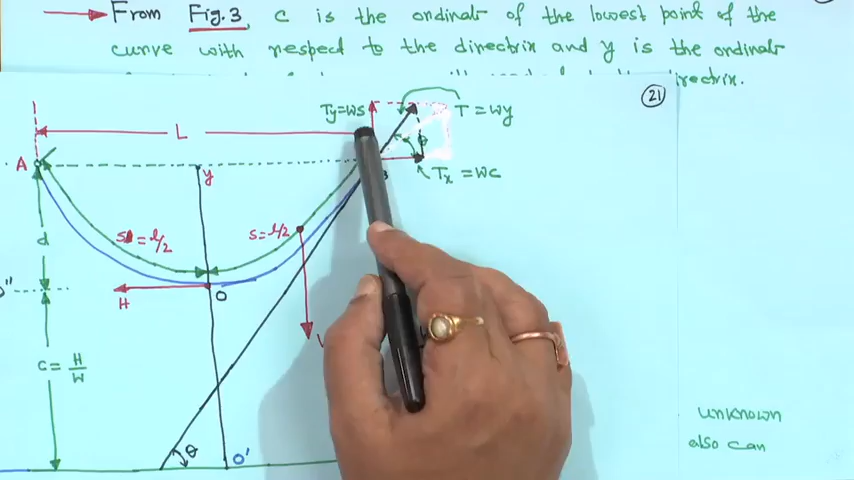 From Fig.3 c is the ordinate of the lowest point of the
curve with respect to the directrix and y is the ordinate
directrix.
21
Ty=WS
T = Wy
L
θ
A
y
Tx = WC
d
S = l/2
S = l/2
O
H
C = H/W
θ
O'
unknown
also can